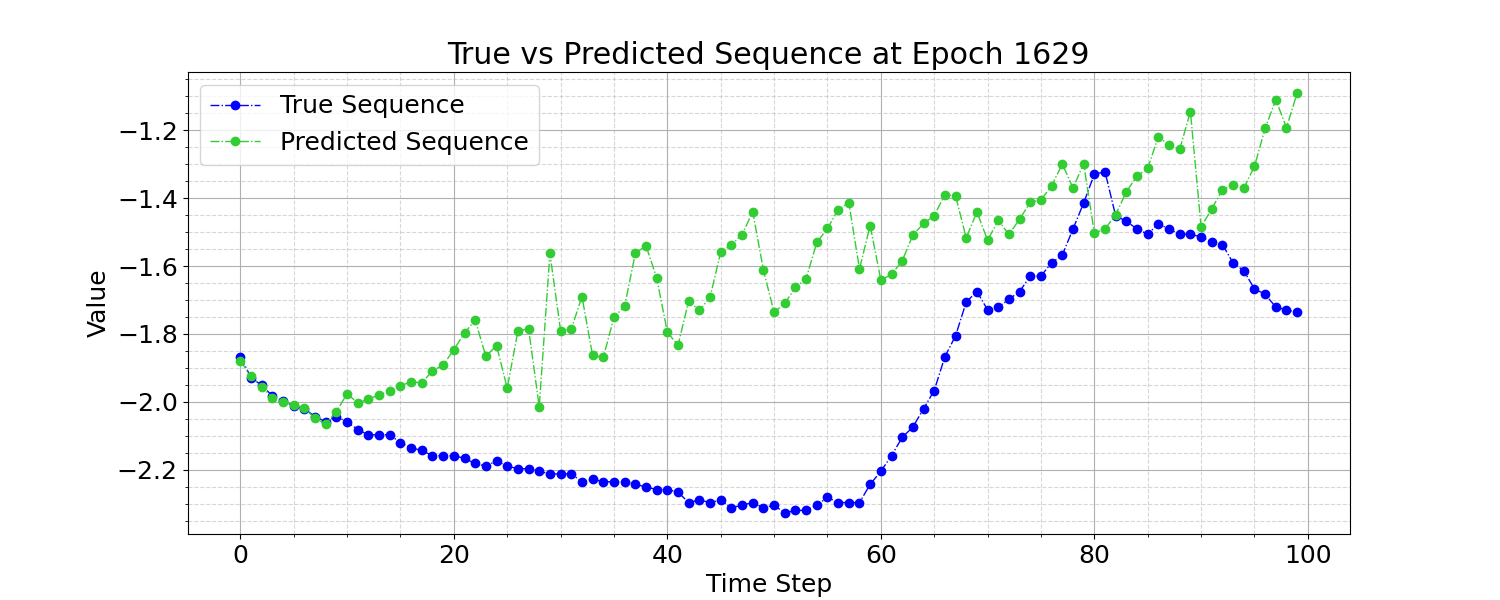 True vs Predicted Sequence at Epoch 1629
True Sequence
Predicted Sequence
−1.2
−1.4
−1.6
−1.8
−2.0
−2.2
Value
0 20 40 60 80 100
Time Step